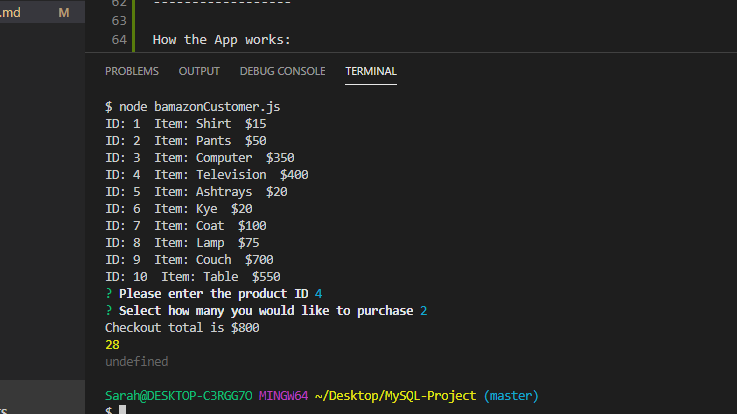 .md M
62 -------------------
63
64 How the App works:
PROBLEMS OUTPUT DEBUG CONSOLE TERMINAL
$ node bamazonCustomer.js
ID: 1  Item: Shirt  $15
ID: 2  Item: Pants  $50
ID: 3  Item: Computer  $350
ID: 4  Item: Television  $400
ID: 5  Item: Ashtrays  $20
ID: 6  Item: Kye  $20
ID: 7  Item: Coat  $100
ID: 8  Item: Lamp  $75
ID: 9  Item: Couch  $700
ID: 10  Item: Table  $550
? Please enter the product ID 4
? Select how many you would like to purchase 2
Checkout total is $800
28
undefined
Sarah@DESKTOP-C3RGG7O MINGW64 ~/Desktop/MySQL-Project (master)
$